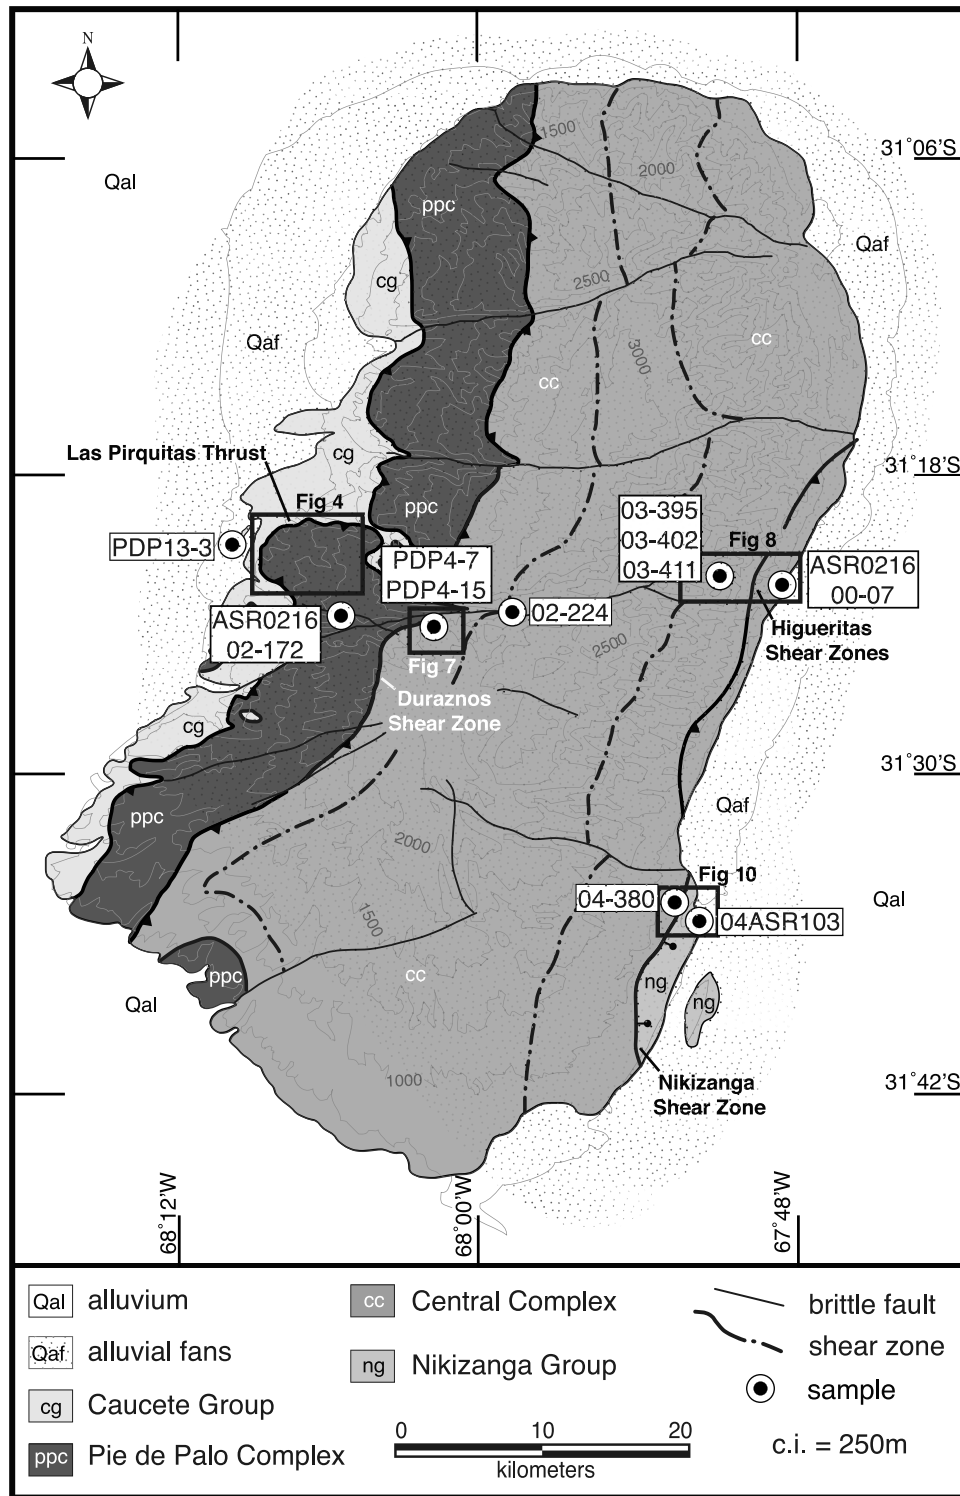 N
31°06'S
Qal
1500
2000
ppc
Qaf
cg
2500
Qaf
3000
cc
cc
Las Pirquitas Thrust
cg
31°18'S
Fig 4
ppc
03-395
03-402
03-411
Fig 8
PDP13-3
PDP4-7
PDP4-15
ASR0216
00-07
ASR0216
02-172
02-224
Higueritas
Shear Zones
2500
Fig 7
Duraznos
Shear Zone
cg
31°30'S
ppc
Qaf
2000
Fig 10
04-380
Qal
1500
04ASR103
cc
ppc
ng
ng
Qal
1000
Nikizanga
Shear Zone
31°42'S
68°12'W
68°00'W
67°48'W
Qal alluvium
Qaf alluvial fans
cg Caucete Group
ppc Pie de Palo Complex
cc Central Complex
ng Nikizanga Group
0 10 20
kilometers
brittle fault
shear zone
sample
c.i. = 250m